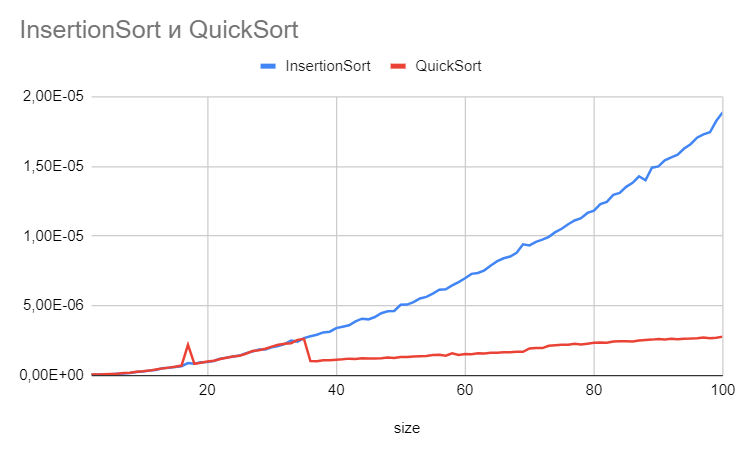 InsertionSort и QuickSort
InsertionSort QuickSort
2,00E-05
1,50E-05
1,00E-05
5,00E-06
0,00E+00
20 40 60 80 100
size